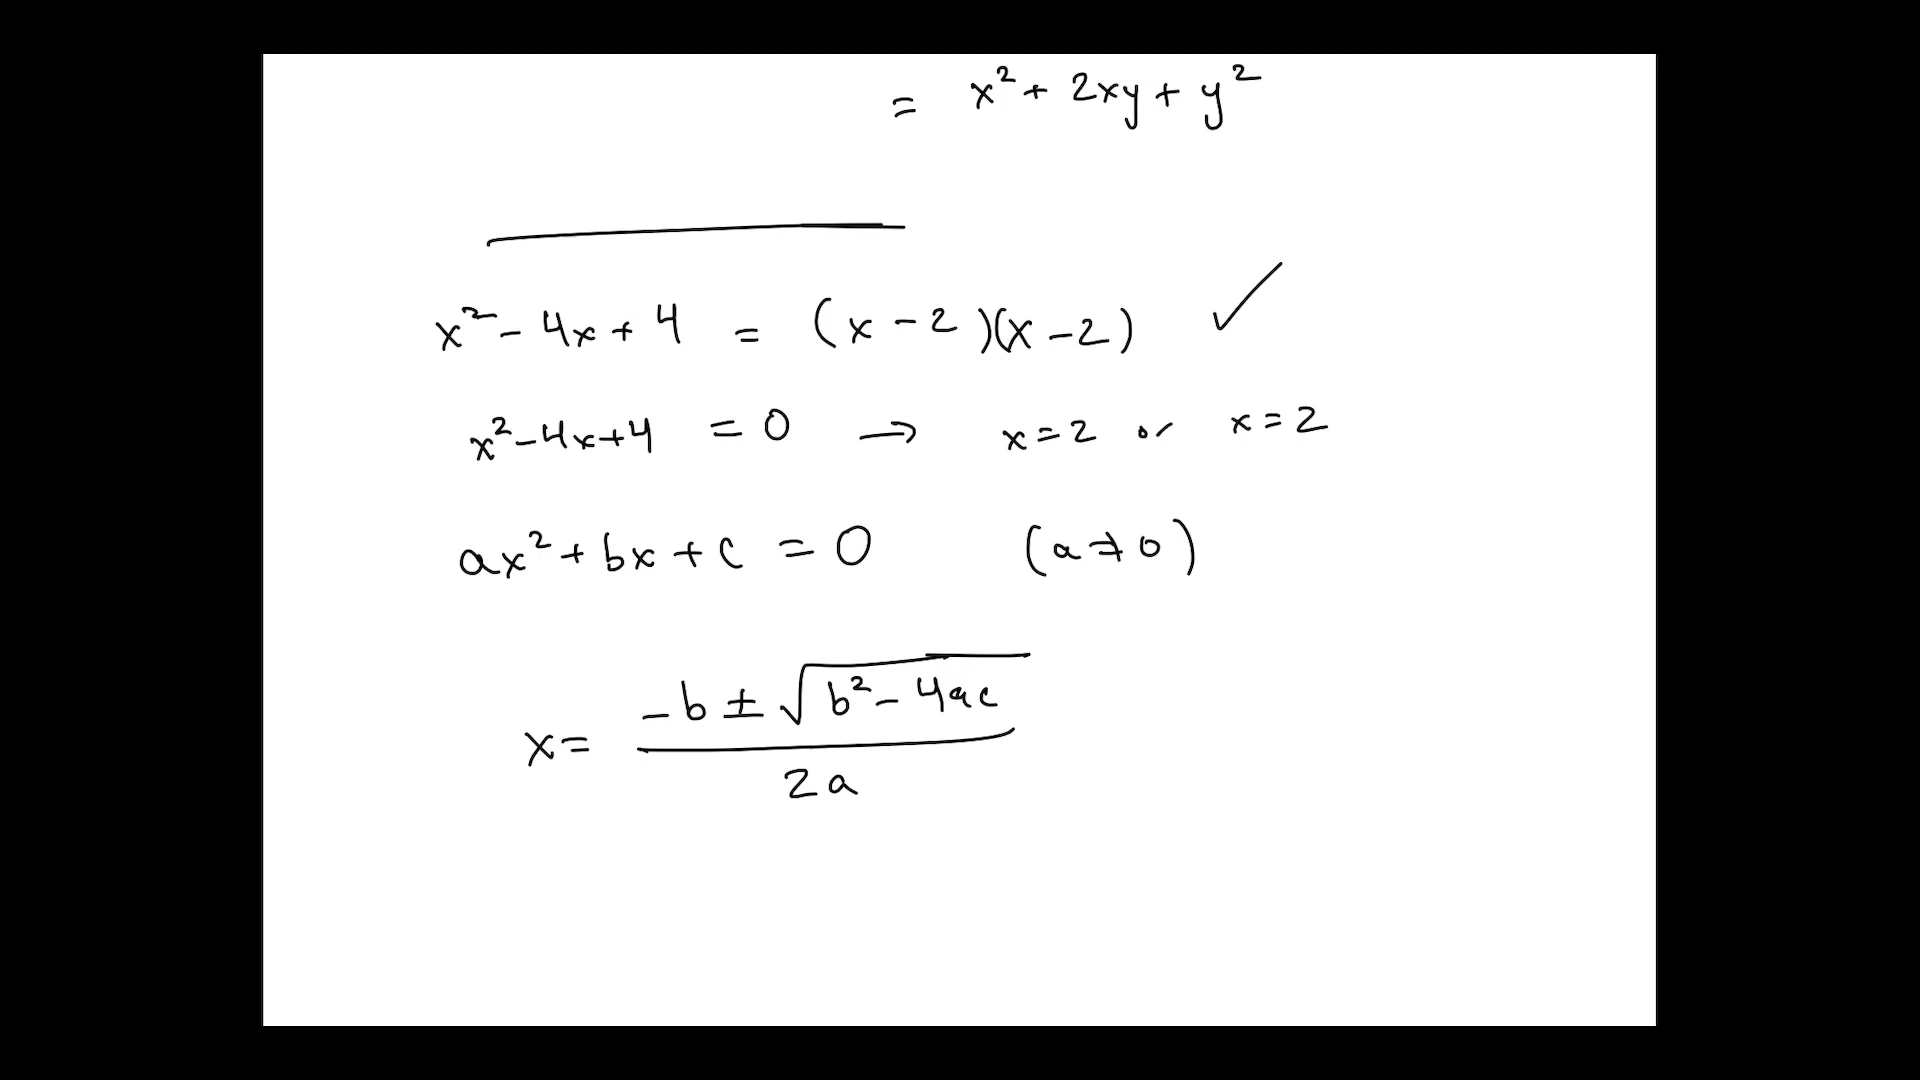 = x² + 2xy + y²
x² - 4x + 4 = (x - 2)(x - 2) ✓
x² - 4x + 4 = 0 → x = 2 or x = 2
ax² + bx + c = 0 (a ≠ 0)
x = (-b ± √(b² - 4ac)) / 2a